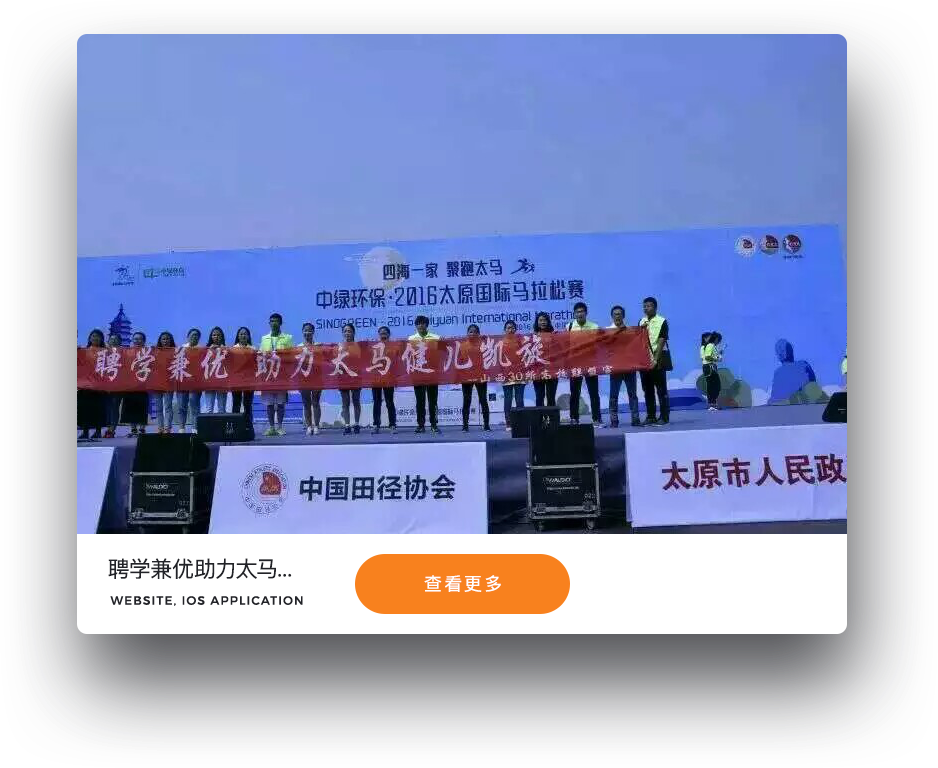 四海一家 聚跑太马
中绿环保·2016太原国际马拉松赛
SINOGREEN - 2016 Taiyuan International Marathon
聘学兼优 助力太马健儿凯旋
中国田径协会
太原市人民政
聘学兼优助力太马...
WEBSITE, IOS APPLICATION
查看更多